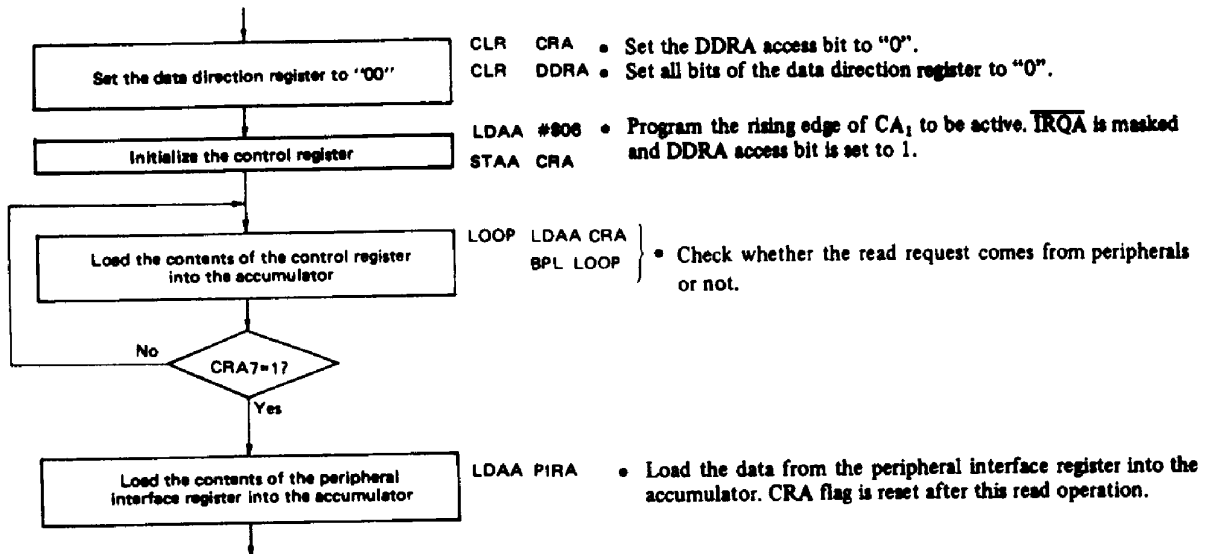 Set the data direction register to "00"
CLR CRA • Set the DDRA access bit to "0".
CLR DDRA • Set all bits of the data direction register to "0".
Initialize the control register
LDAA #$06 • Program the rising edge of CA₁ to be active. I̅R̅Q̅A̅ is masked
STAA CRA and DDRA access bit is set to 1.
Load the contents of the control register
into the accumulator
LOOP LDAA CRA
BPL LOOP
• Check whether the read request comes from peripherals
or not.
No
CRA7=1?
Yes
Load the contents of the peripheral
interface register into the accumulator
LDAA PIRA • Load the data from the peripheral interface register into the
accumulator. CRA flag is reset after this read operation.